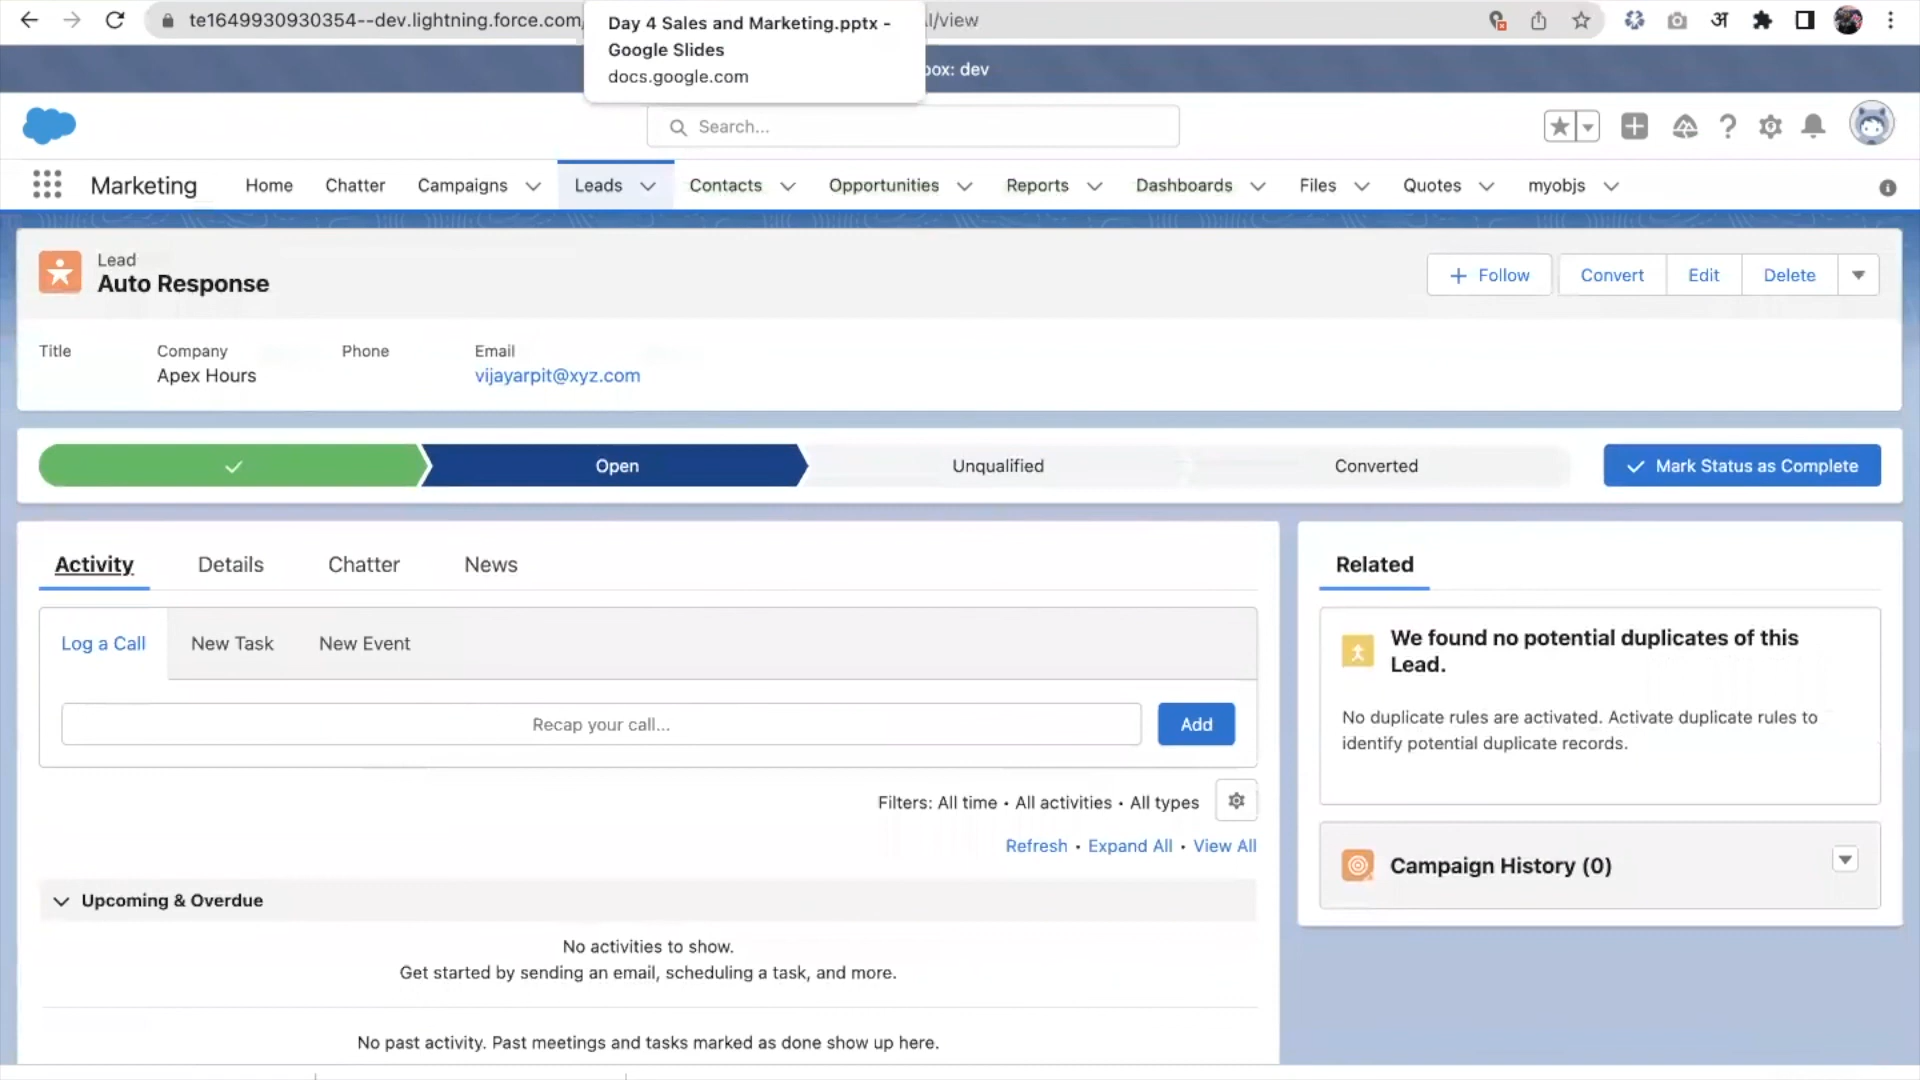 te1649930930354--dev.lightning.force.com/
Day 4 Sales and Marketing.pptx -
Google Slides
docs.google.com
/view
अ
box: dev
Search...
Marketing
Home
Chatter
Campaigns
Leads
Contacts
Opportunities
Reports
Dashboards
Files
Quotes
myobjs
Lead
Auto Response
Follow
Convert
Edit
Delete
Title
Company
Phone
Email
Apex Hours
vijayarpit@xyz.com
Open
Unqualified
Converted
Mark Status as Complete
Activity
Details
Chatter
News
Related
Log a Call
New Task
New Event
We found no potential duplicates of this
Lead.
No duplicate rules are activated. Activate duplicate rules to
identify potential duplicate records.
Recap your call...
Add
Filters: All time • All activities • All types
Refresh • Expand All • View All
Campaign History (0)
Upcoming & Overdue
No activities to show.
Get started by sending an email, scheduling a task, and more.
No past activity. Past meetings and tasks marked as done show up here.